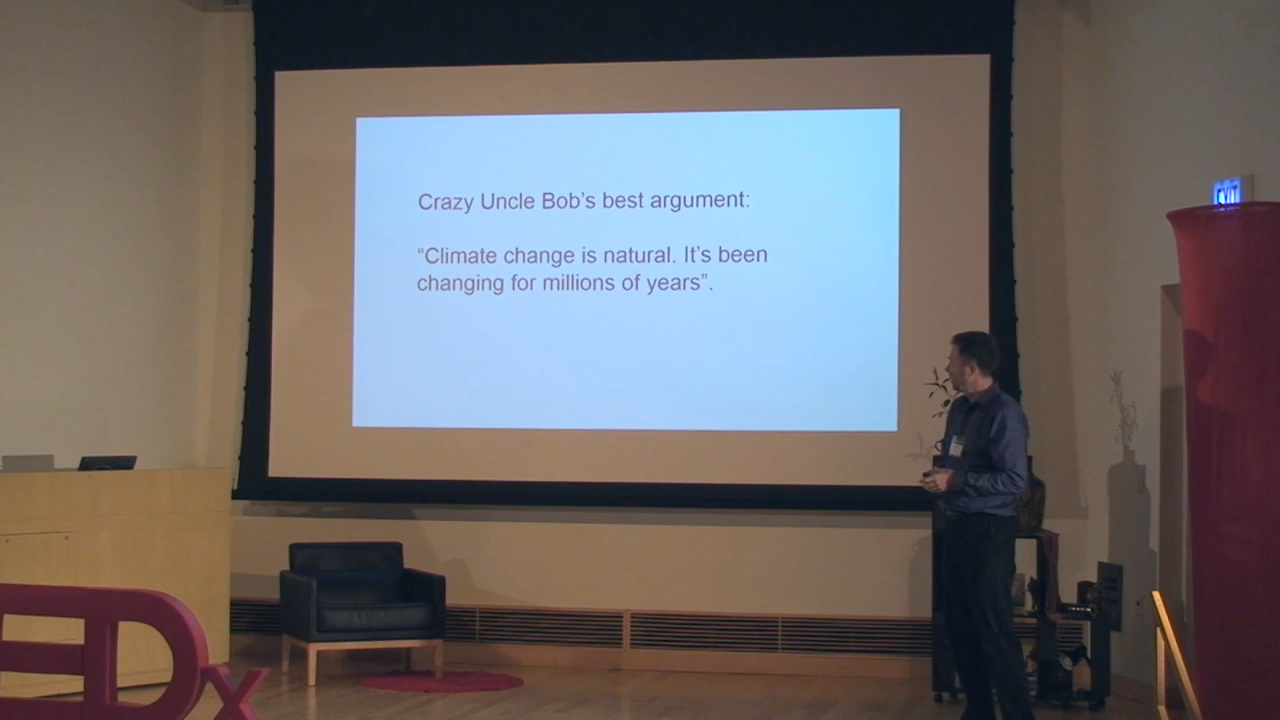 Crazy Uncle Bob's best argument:
“Climate change is natural. It's been
changing for millions of years”.
EXIT
EDx